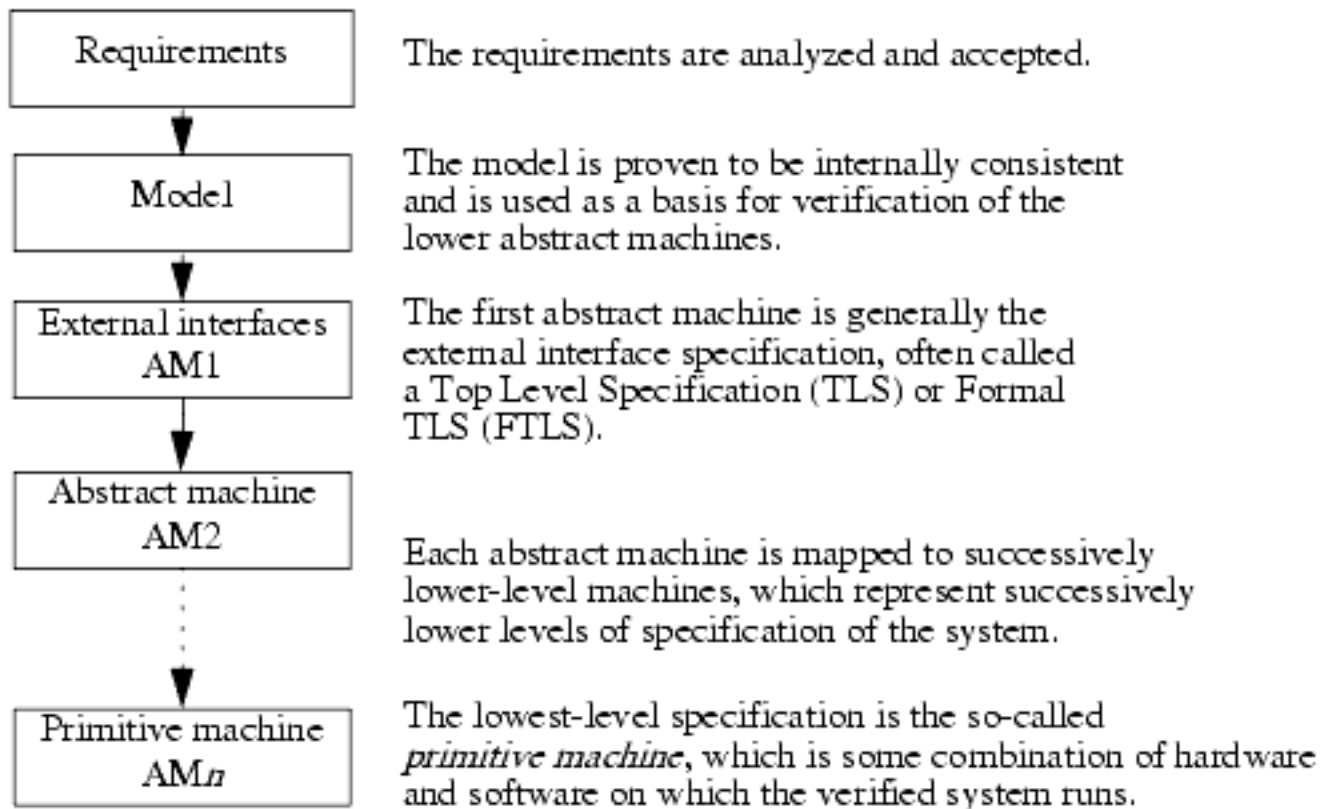 Requirements
The requirements are analyzed and accepted.
Model
The model is proven to be internally consistent
and is used as a basis for verification of the
lower abstract machines.
External interfaces
AM1
The first abstract machine is generally the
external interface specification, often called
a Top Level Specification (TLS) or Formal
TLS (FTLS).
Abstract machine
AM2
Each abstract machine is mapped to successively
lower-level machines, which represent successively
lower levels of specification of the system.
Primitive machine
AMn
The lowest-level specification is the so-called
primitive machine, which is some combination of hardware
and software on which the verified system runs.